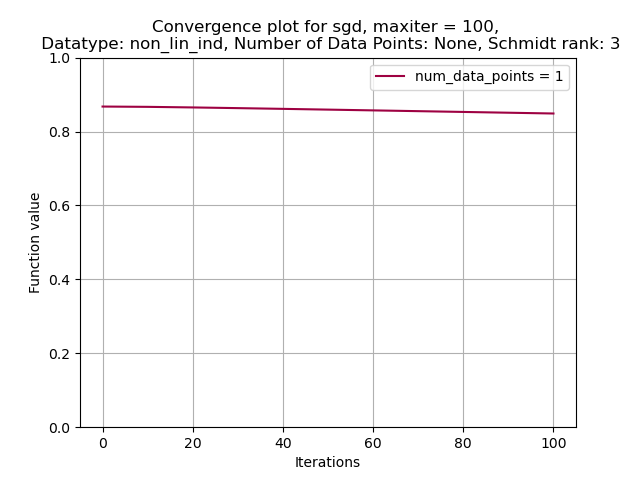 Convergence plot for sgd, maxiter = 100,
Datatype: non_lin_ind, Number of Data Points: None, Schmidt rank: 3
num_data_points = 1
Function value
1.0
0.8
0.6
0.4
0.2
0.0
0 20 40 60 80 100
Iterations